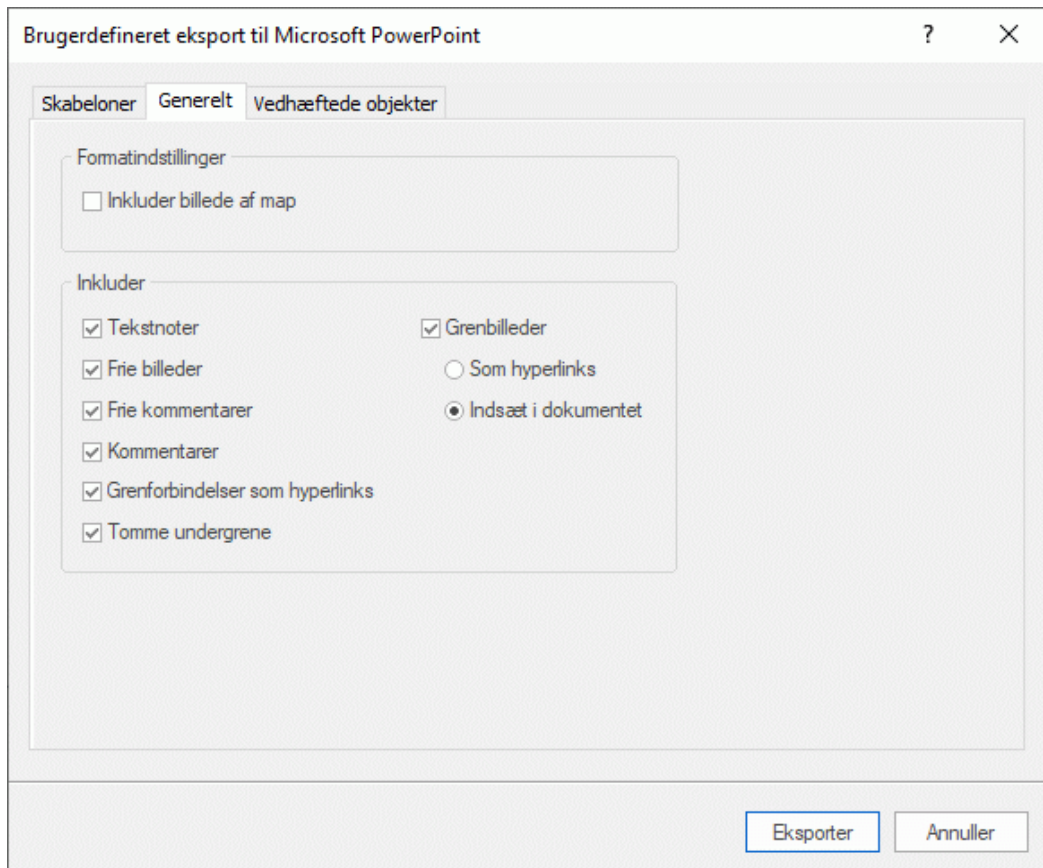 Brugerdefineret eksport til Microsoft PowerPoint ?
Skabeloner Generelt Vedhæftede objekter
Formatindstillinger
Inkluder billede af map
Inkluder
Tekstnoter Grenbilleder
Frie billeder Som hyperlinks
Frie kommentarer Indsæt i dokumentet
Kommentarer
Grenforbindelser som hyperlinks
Tomme undergrene
Eksporter Annuller